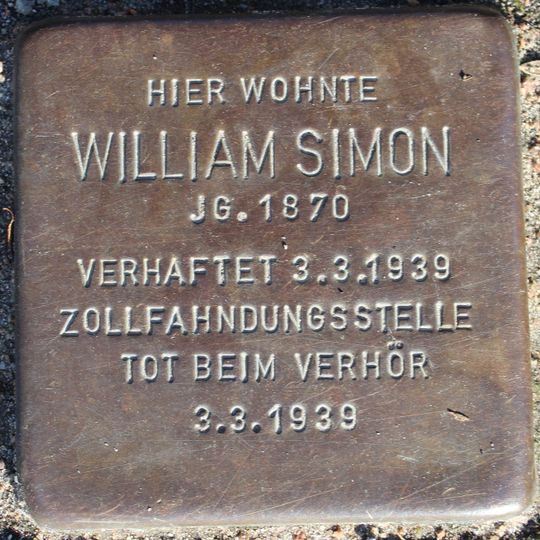 HIER WOHNTE
WILLIAM SIMON
JG. 1870
VERHAFTET 3.3.1939
ZOLLFAHNDUNGSSTELLE
TOT BEIM VERHÖR
3.3.1939